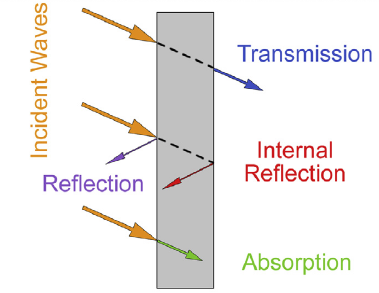 Incident Waves
Transmission
Reflection
Internal
Reflection
Absorption